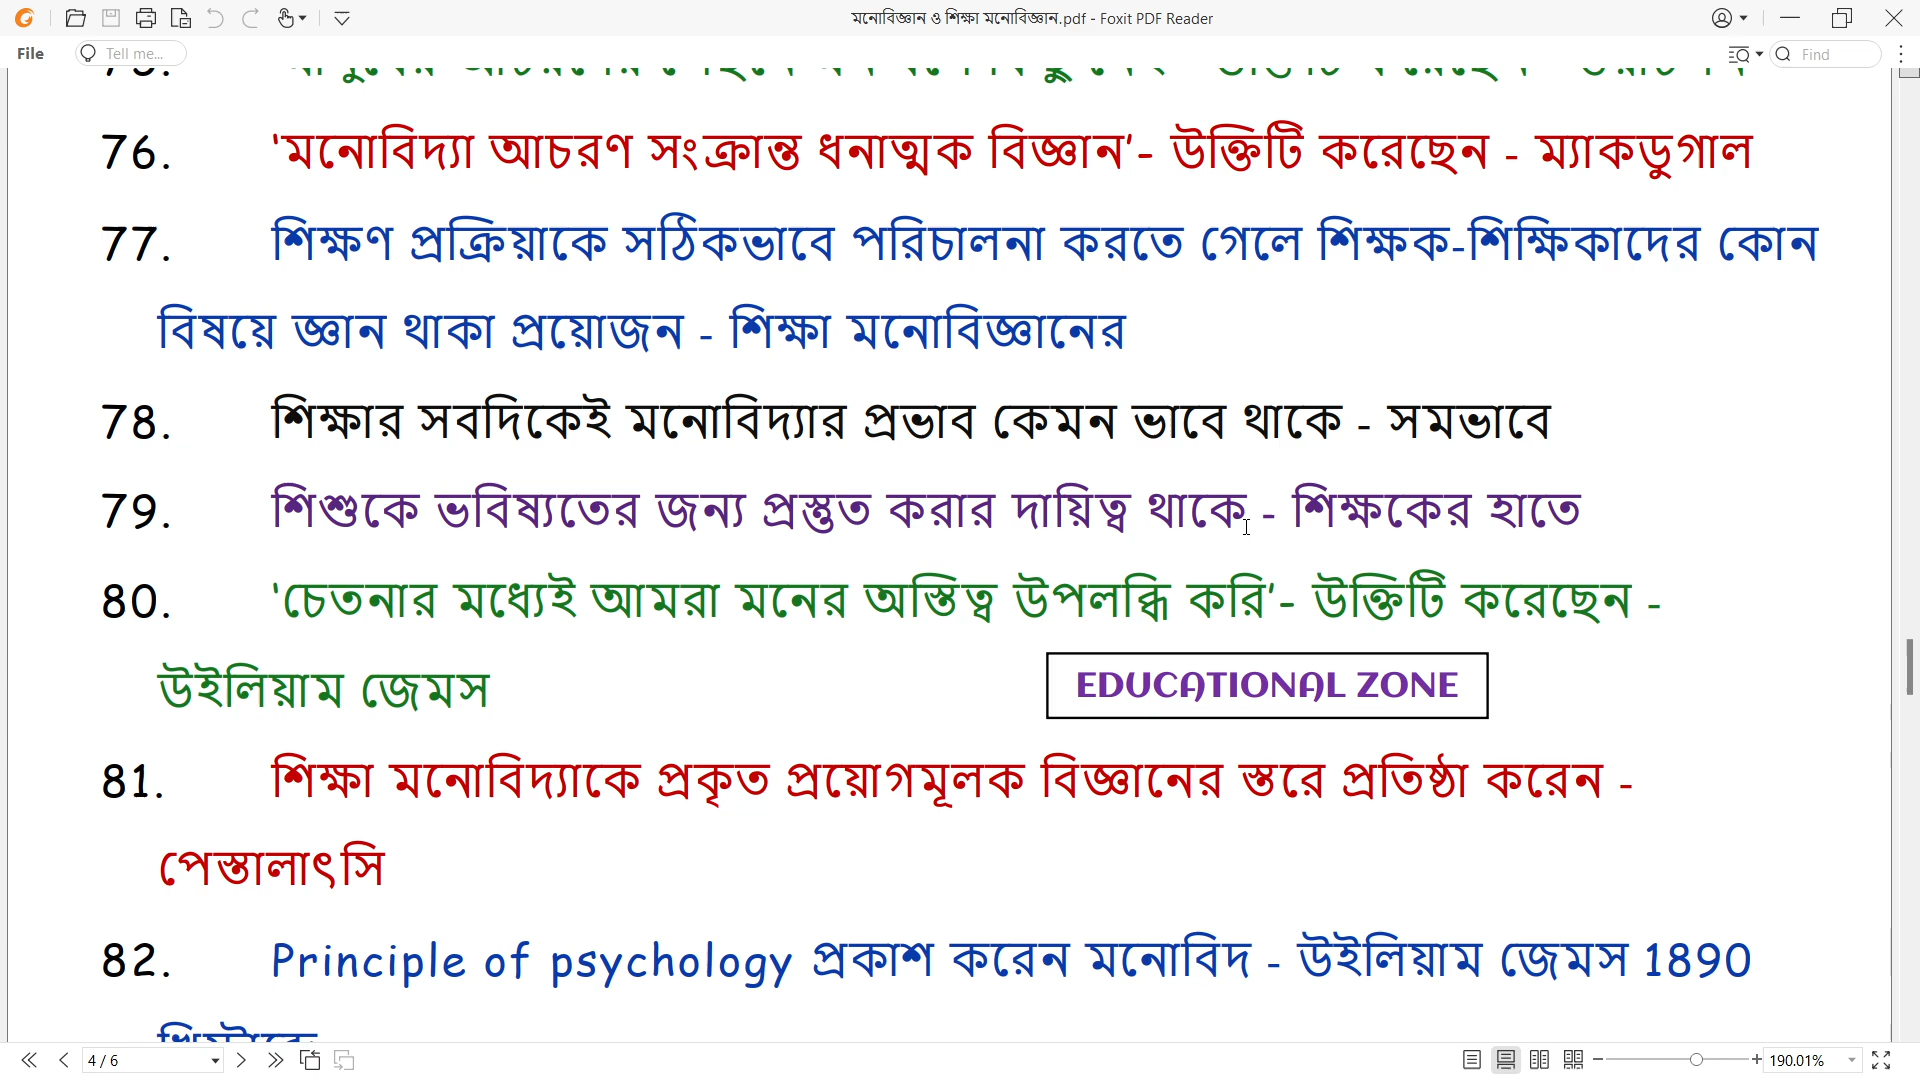 মনোবিজ্ঞান ও শিক্ষা মনোবিজ্ঞান.pdf - Foxit PDF Reader
File Tell me... Find
76. ‘মনোবিদ্যা আচরণ সংক্রান্ত ধনাত্মক বিজ্ঞান’- উক্তিটি করেছেন - ম্যাকডুগাল
77. শিক্ষণ প্রক্রিয়াকে সঠিকভাবে পরিচালনা করতে গেলে শিক্ষক-শিক্ষিকাদের কোন
বিষয়ে জ্ঞান থাকা প্রয়োজন - শিক্ষা মনোবিজ্ঞানের
78. শিক্ষার সবদিকেই মনোবিদ্যার প্রভাব কেমন ভাবে থাকে - সমভাবে
79. শিশুকে ভবিষ্যতের জন্য প্রস্তুত করার দায়িত্ব থাকে - শিক্ষকের হাতে
80. ‘চেতনার মধ্যেই আমরা মনের অস্তিত্ব উপলব্ধি করি’- উক্তিটি করেছেন -
উইলিয়াম জেমস
EDUCATIONAL ZONE
81. শিক্ষা মনোবিদ্যাকে প্রকৃত প্রয়োগমূলক বিজ্ঞানের স্তরে প্রতিষ্ঠা করেন -
পেস্তালাৎসি
82. Principle of psychology প্রকাশ করেন মনোবিদ - উইলিয়াম জেমস 1890
4 / 6 190.01%